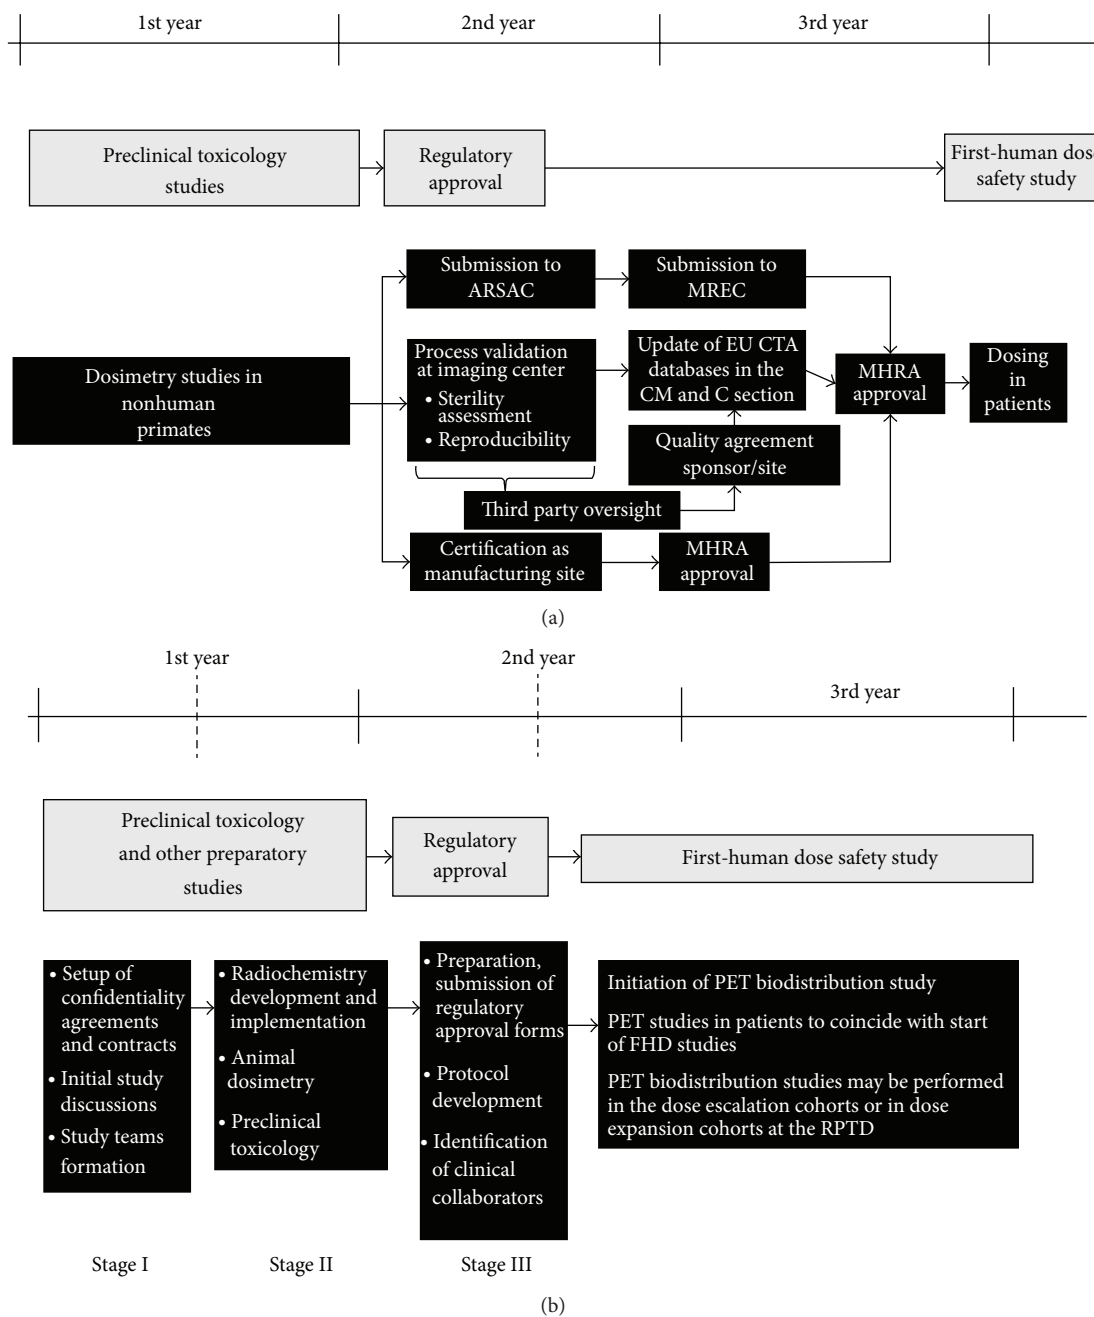 1st year
2nd year
3rd year
Preclinical toxicology
studies
Regulatory
approval
First-human dose
safety study
Submission to
ARSAC
Submission to
MREC
Dosimetry studies in
nonhuman
primates
Process validation
at imaging center
• Sterility
assessment
• Reproducibility
Update of EU CTA
databases in the
CM and C section
MHRA
approval
Dosing
in
patients
Quality agreement
sponsor/site
Third party oversight
Certification as
manufacturing site
MHRA
approval
(a)
1st year
2nd year
3rd year
Preclinical toxicology
and other preparatory
studies
Regulatory
approval
First-human dose safety study
• Setup of
confidentiality
agreements
and contracts
• Initial study
discussions
• Study teams
formation
• Radiochemistry
development and
implementation
• Animal
dosimetry
• Preclinical
toxicology
• Preparation,
submission of
regulatory
approval forms
• Protocol
development
• Identification
of clinical
collaborators
Initiation of PET biodistribution study
PET studies in patients to coincide with start
of FHD studies
PET biodistribution studies may be performed
in the dose escalation cohorts or in dose
expansion cohorts at the RPTD
Stage I
Stage II
Stage III
(b)